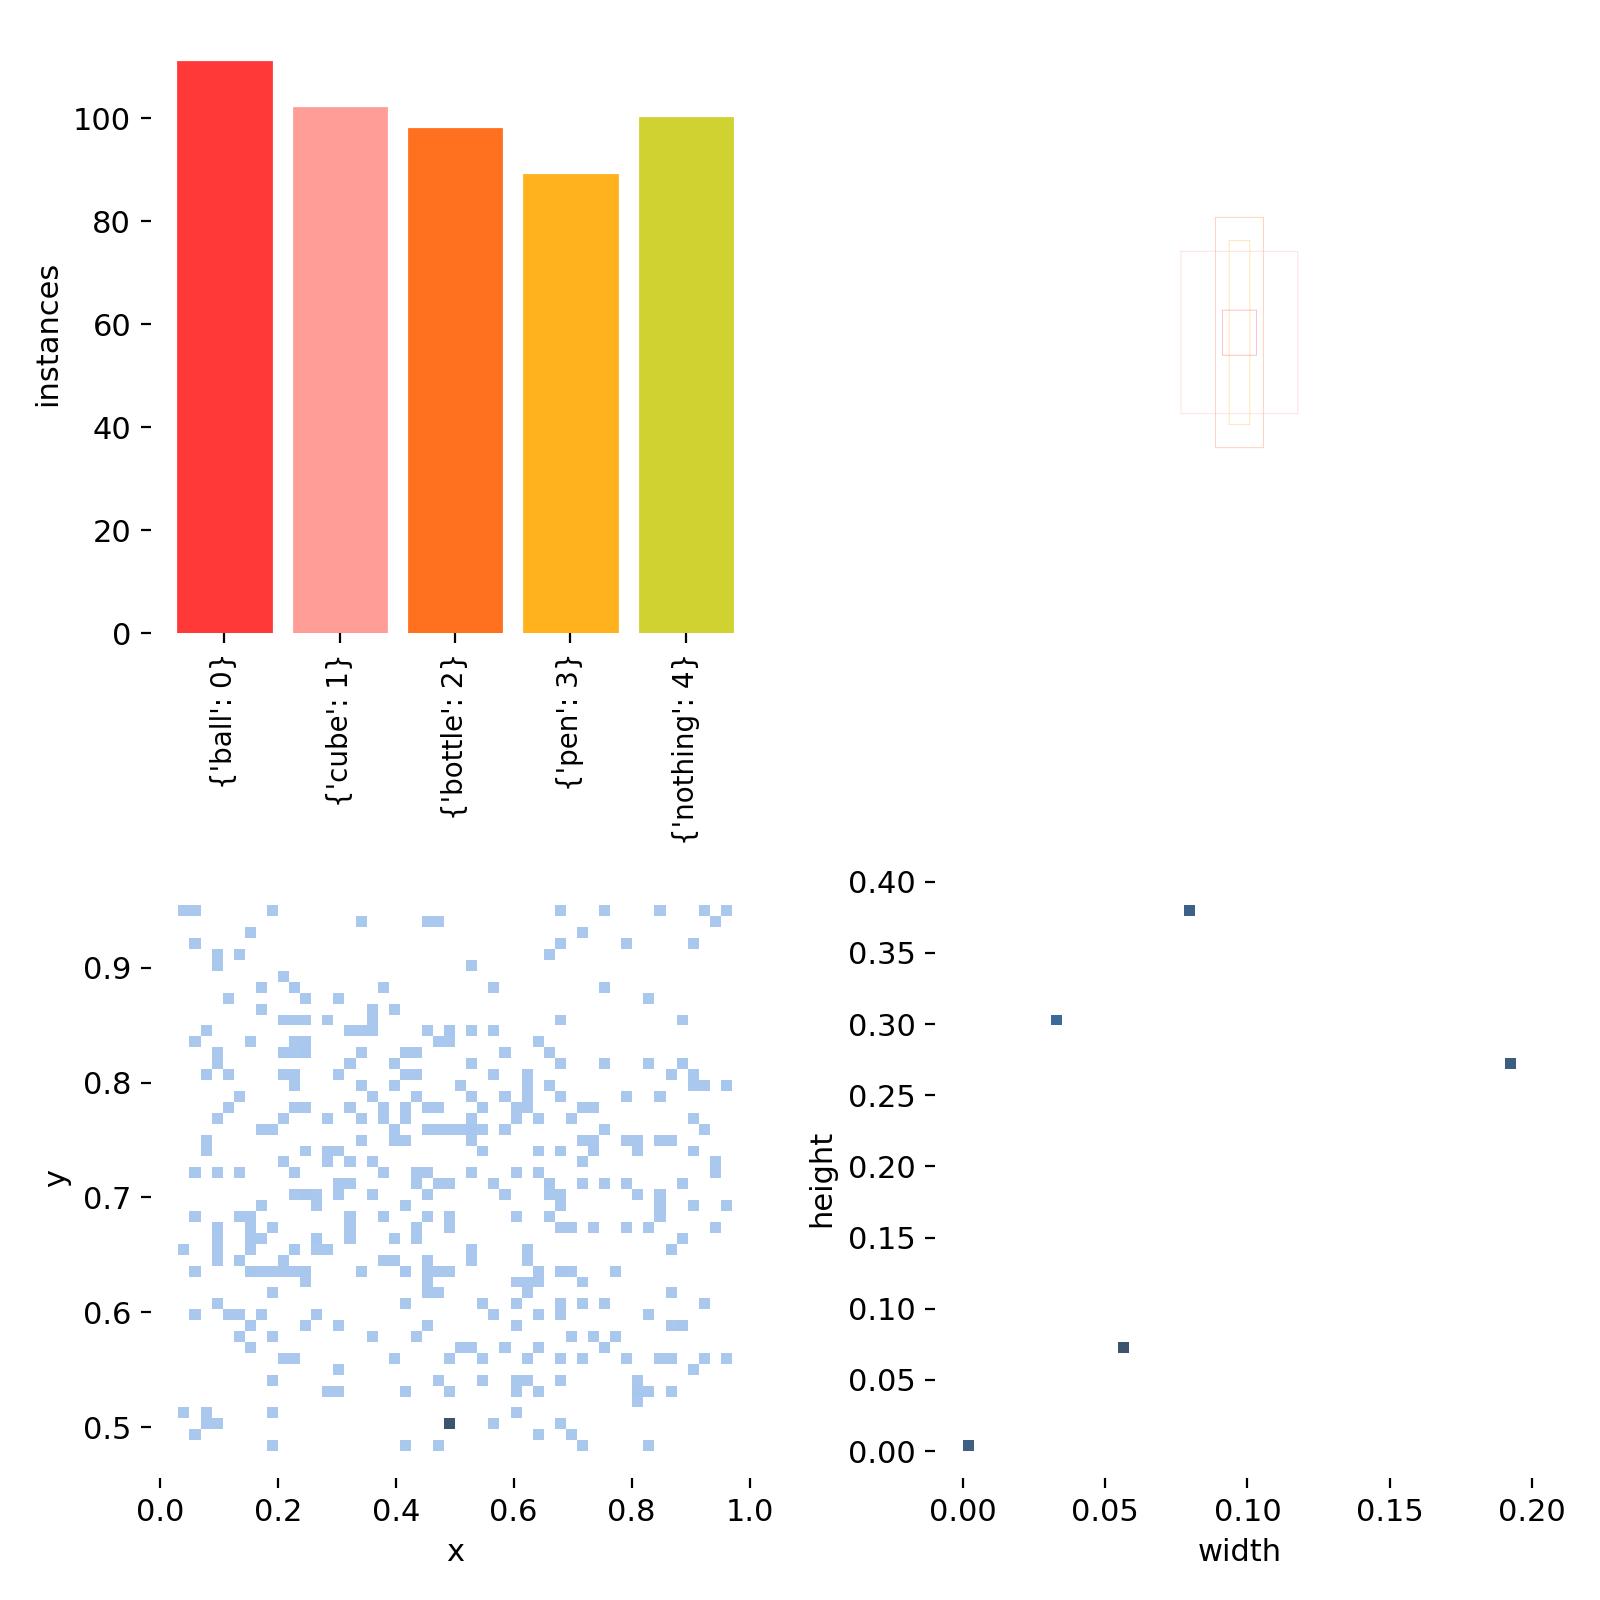 instances
100
80
60
40
20
0
{'ball': 0}
{'cube': 1}
{'bottle': 2}
{'pen': 3}
{'nothing': 4}
y
0.9
0.8
0.7
0.6
0.5
0.0 0.2 0.4 0.6 0.8 1.0
x
height
0.40
0.35
0.30
0.25
0.20
0.15
0.10
0.05
0.00
0.00 0.05 0.10 0.15 0.20
width